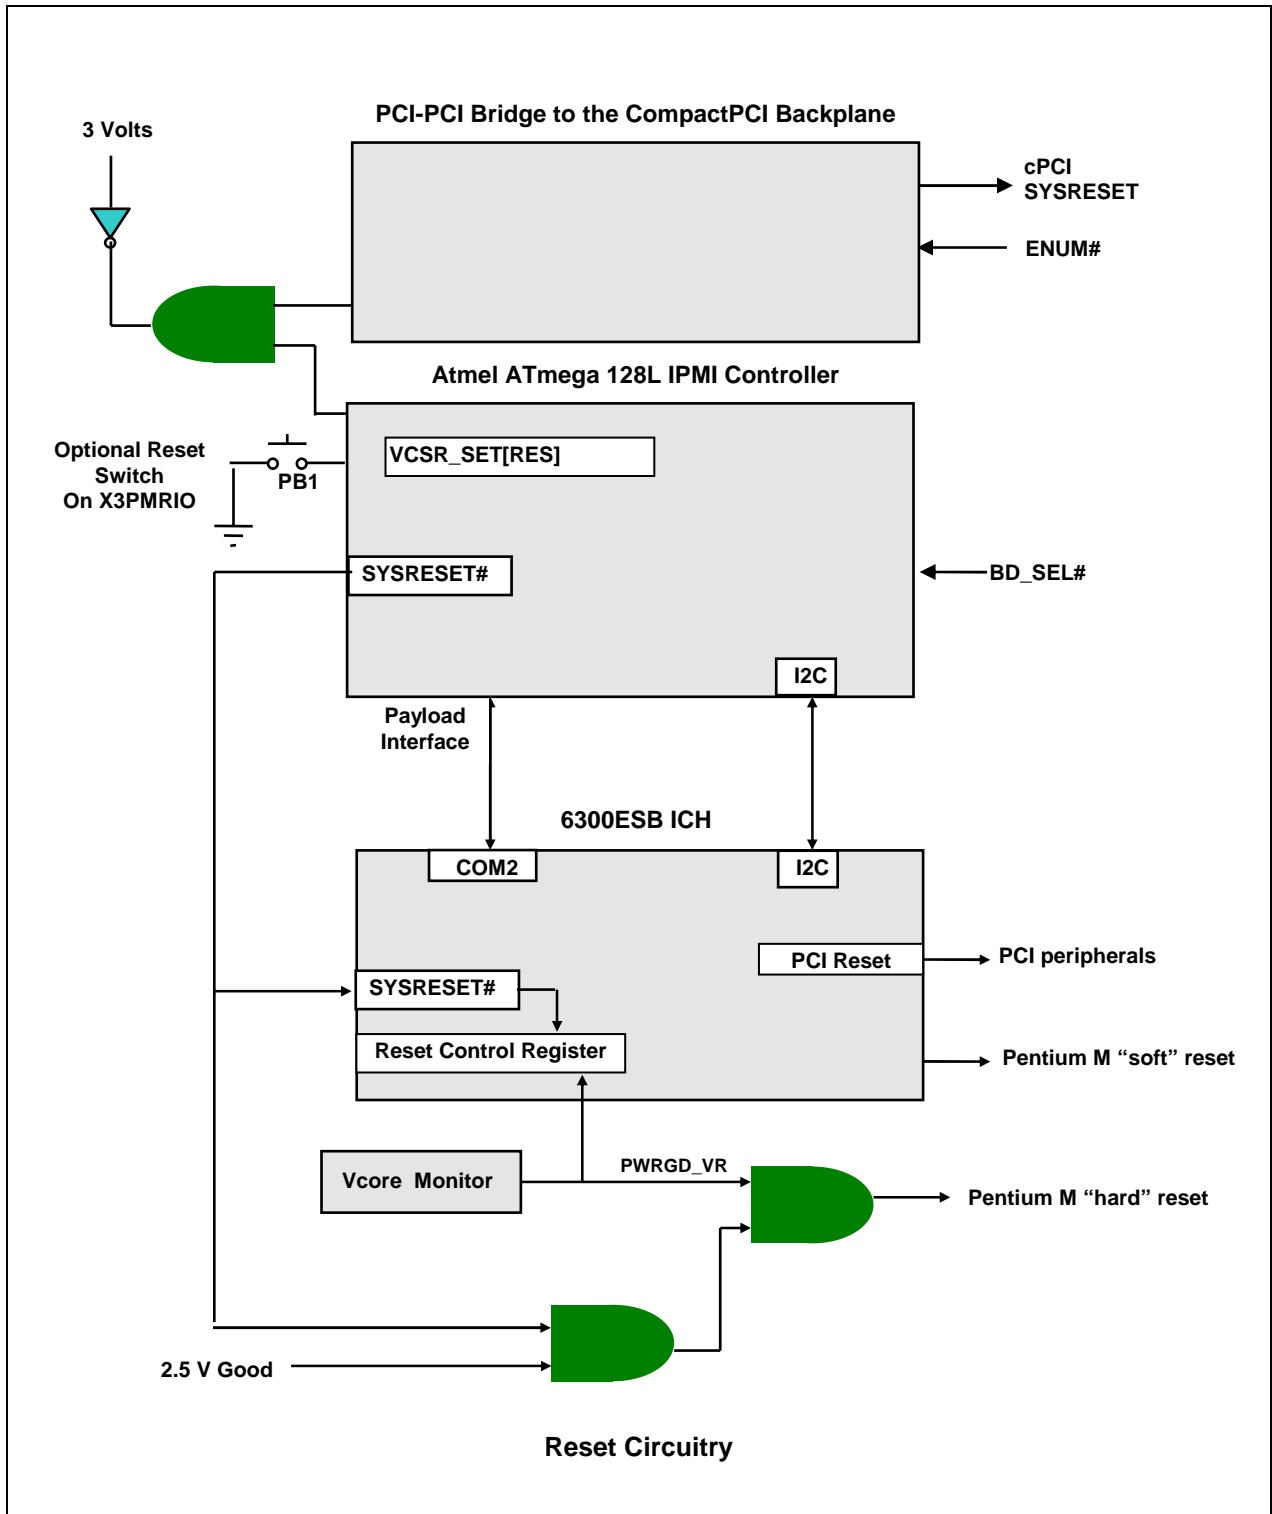 PCI-PCI Bridge to the CompactPCI Backplane
3 Volts
cPCI
SYSRESET
ENUM#
Atmel ATmega 128L IPMI Controller
Optional Reset
Switch
On X3PMRIO
PB1
VCSR_SET[RES]
SYSRESET#
BD_SEL#
I2C
Payload
Interface
6300ESB ICH
COM2
I2C
PCI Reset
PCI peripherals
SYSRESET#
Reset Control Register
Pentium M “soft” reset
Vcore Monitor
PWRGD_VR
Pentium M “hard” reset
2.5 V Good
Reset Circuitry